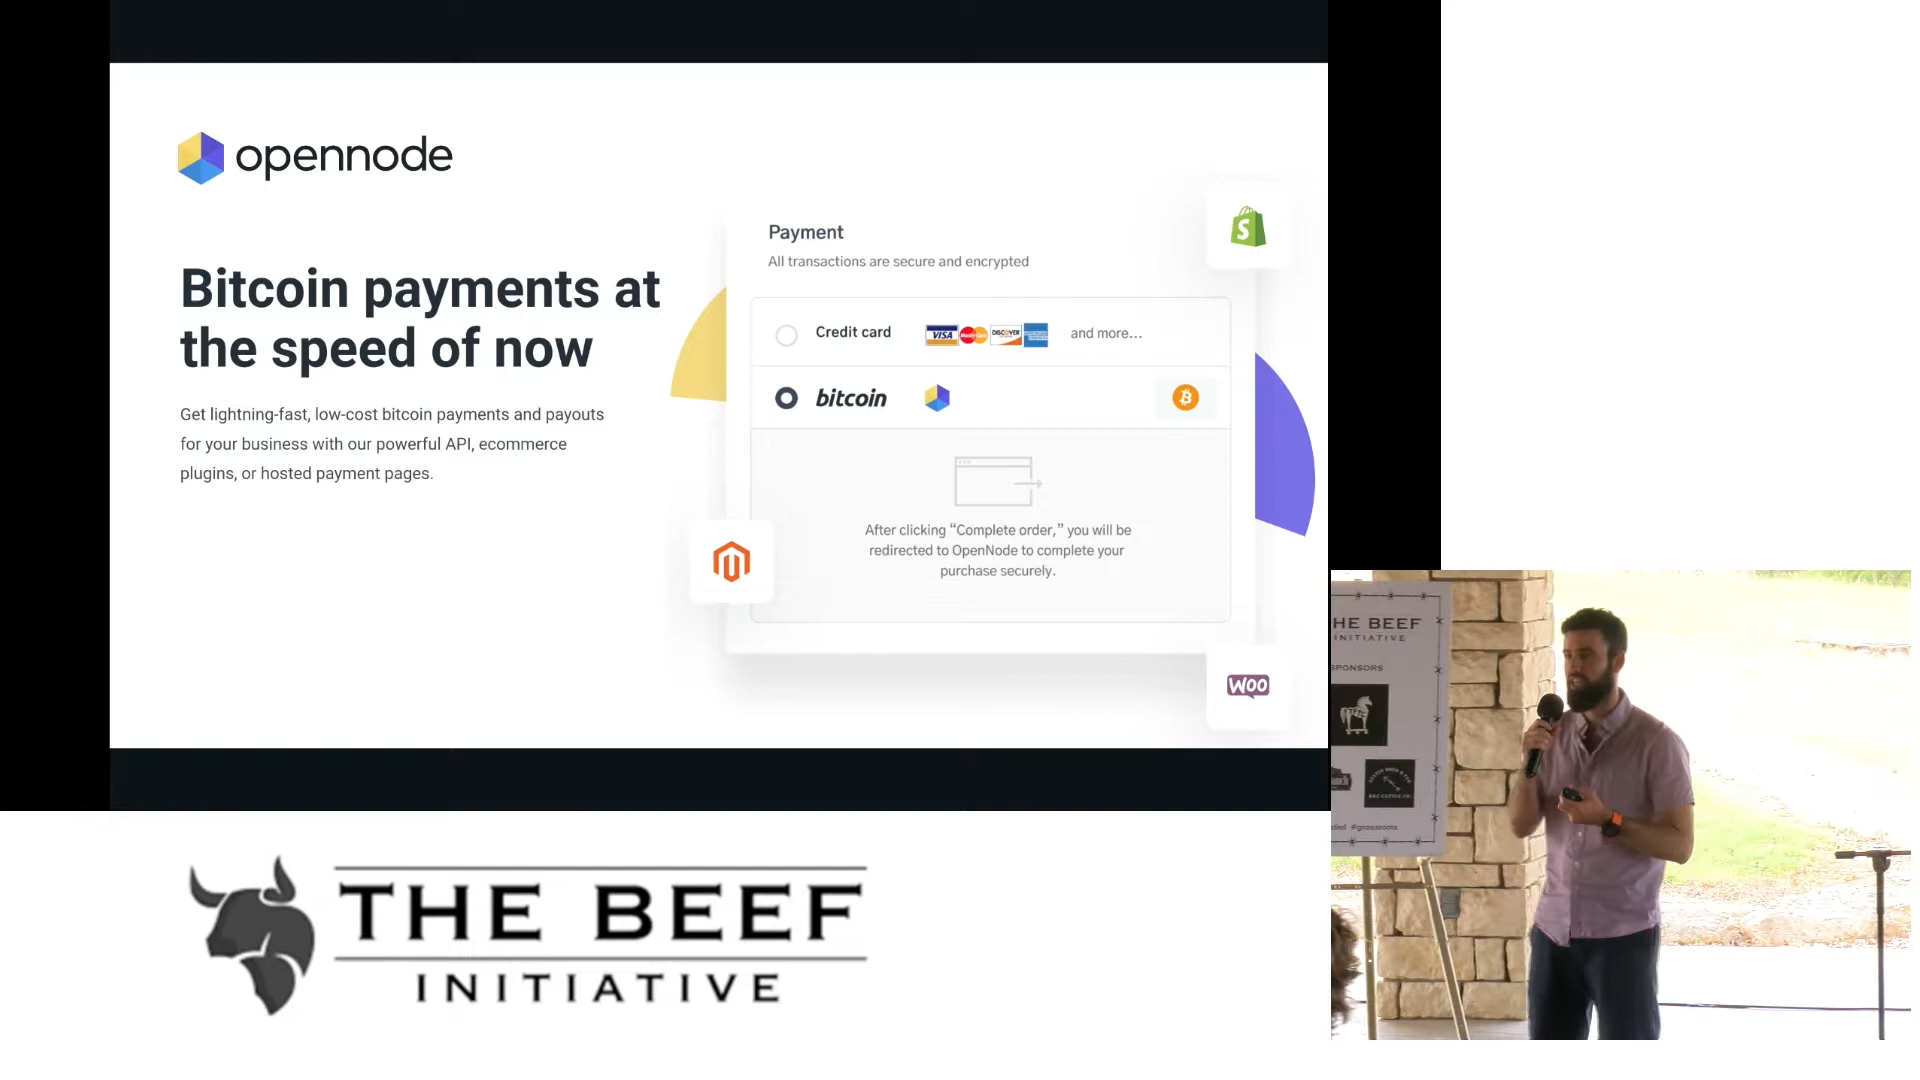 opennode
Bitcoin payments at
the speed of now
Get lightning-fast, low-cost bitcoin payments and payouts
for your business with our powerful API, ecommerce
plugins, or hosted payment pages.
Payment
All transactions are secure and encrypted
Credit card VISA MasterCard DISCOVER and more...
bitcoin
After clicking “Complete order,” you will be
redirected to OpenNode to complete your
purchase securely.
WOO
THE BEEF
INITIATIVE
HE BEEF
INITIATIVE
SPONSORS
#grassroots